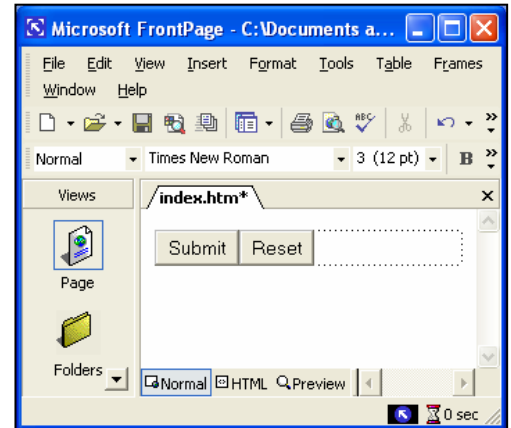 Microsoft FrontPage - C:\Documents a...
File Edit View Insert Format Tools Table Frames
Window Help
ABC
Normal Times New Roman 3 (12 pt) B
Views
index.htm*
Submit Reset
Page
Folders
Normal HTML Preview
0 sec